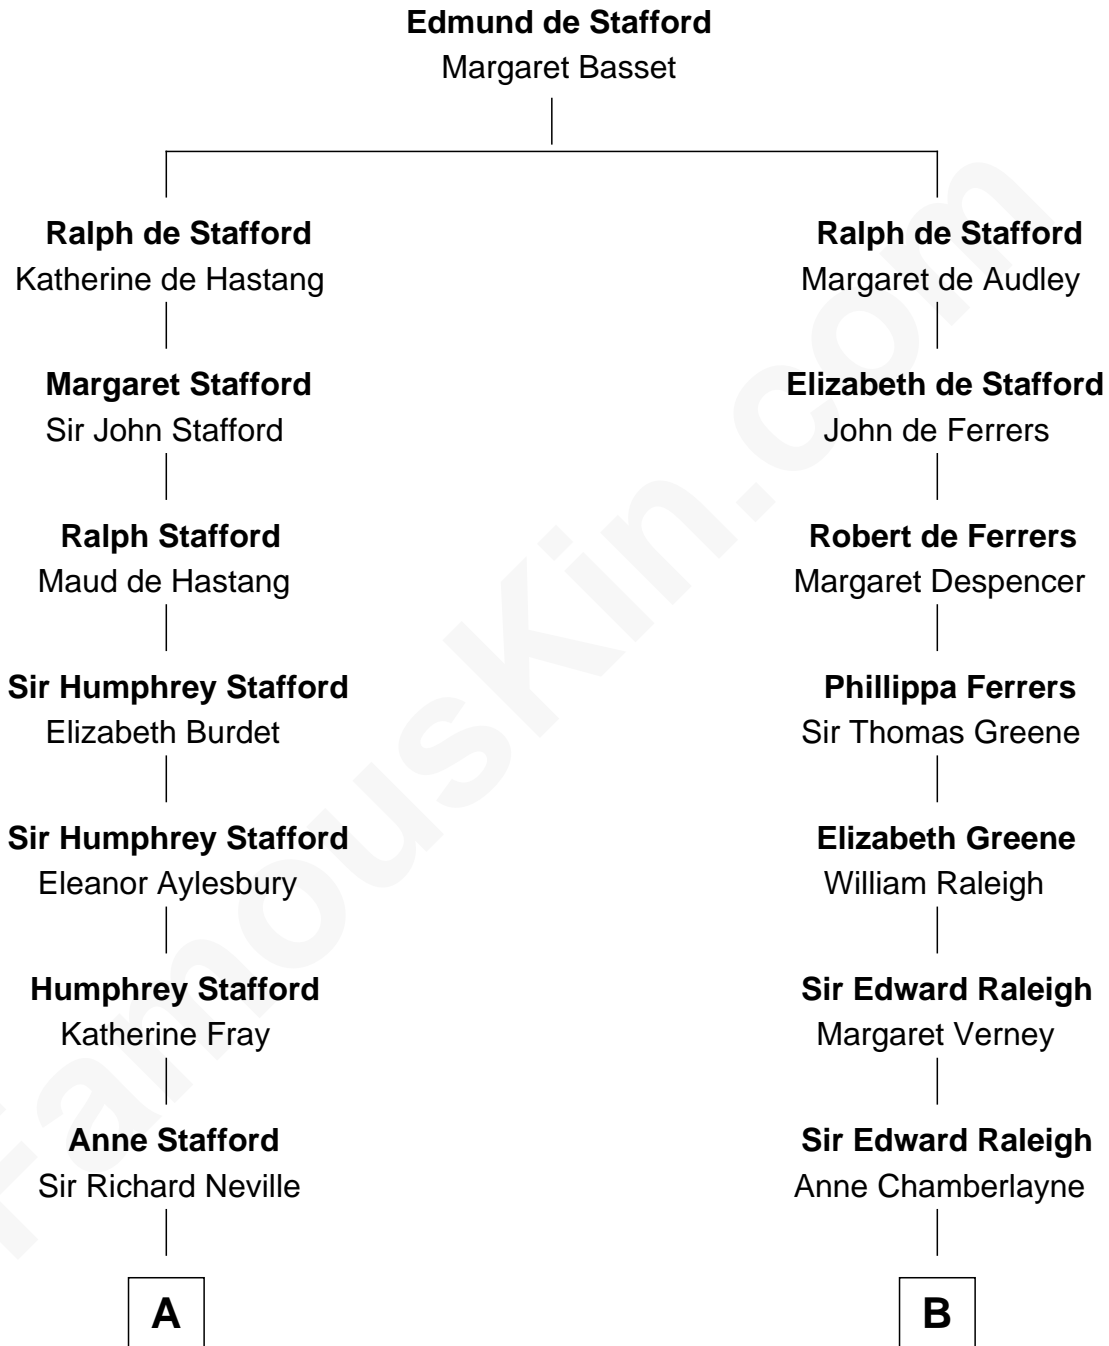 Edmund de Stafford
Margaret Basset
Ralph de Stafford
Katherine de Hastang
Ralph de Stafford
Margaret de Audley
Margaret Stafford
Sir John Stafford
Elizabeth de Stafford
John de Ferrers
Ralph Stafford
Maud de Hastang
Robert de Ferrers
Margaret Despencer
Sir Humphrey Stafford
Elizabeth Burdet
Phillippa Ferrers
Sir Thomas Greene
Sir Humphrey Stafford
Eleanor Aylesbury
Elizabeth Greene
William Raleigh
Humphrey Stafford
Katherine Fray
Sir Edward Raleigh
Margaret Verney
Anne Stafford
Sir Richard Neville
Sir Edward Raleigh
Anne Chamberlayne
A
B
FamousKin.com